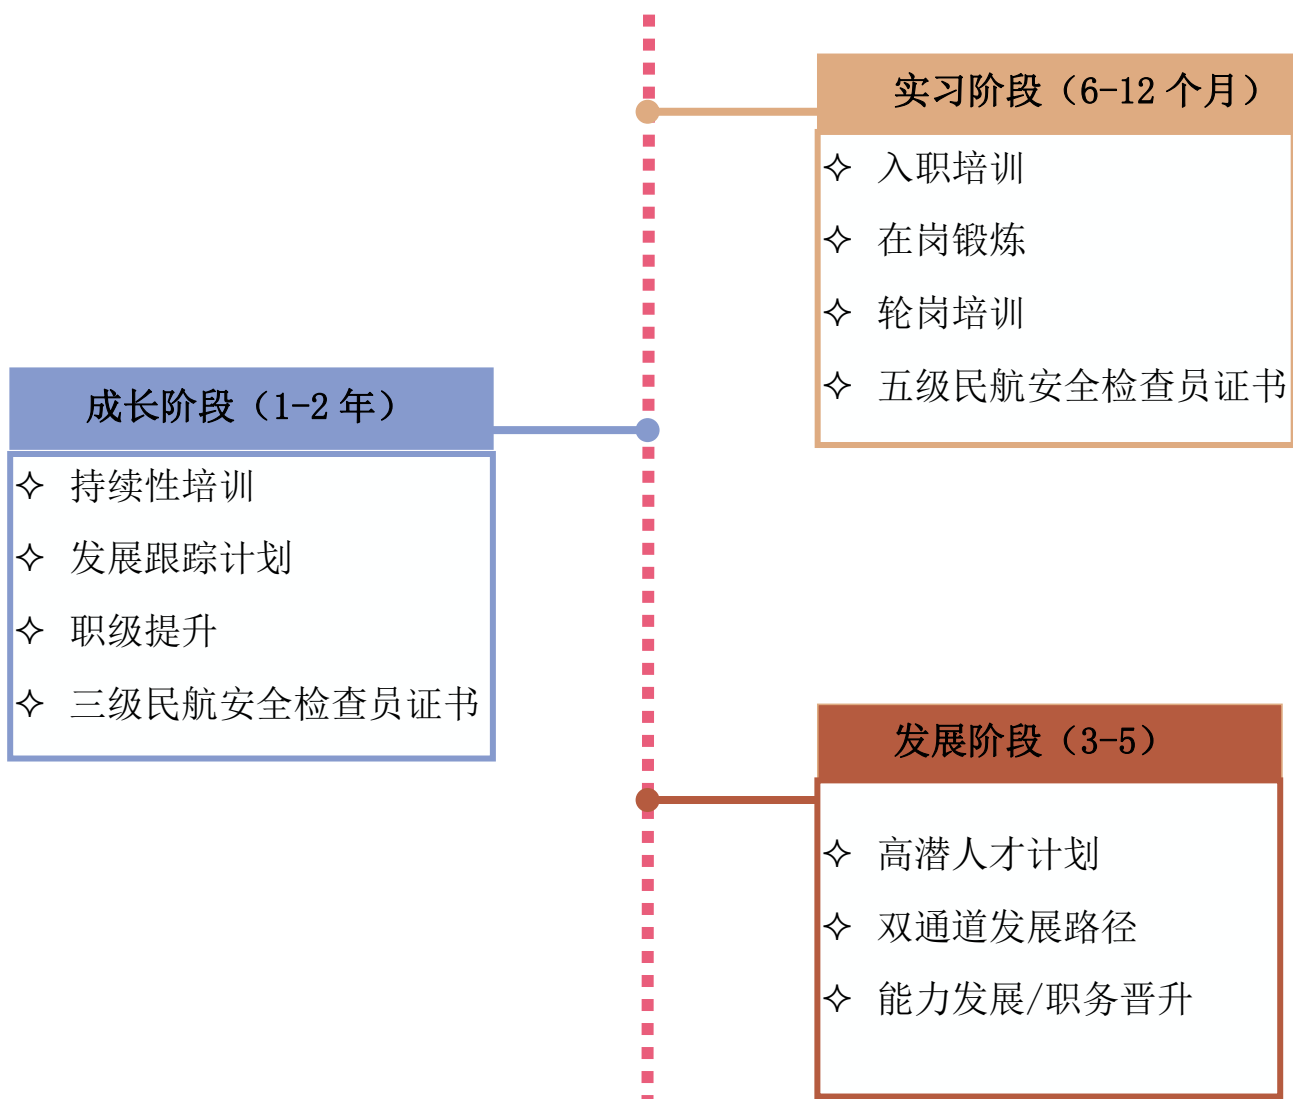 实习阶段（6-12 个月）
✧ 入职培训
✧ 在岗锻炼
✧ 轮岗培训
✧ 五级民航安全检查员证书
成长阶段（1-2 年）
✧ 持续性培训
✧ 发展跟踪计划
✧ 职级提升
✧ 三级民航安全检查员证书
发展阶段（3-5）
✧ 高潜人才计划
✧ 双通道发展路径
✧ 能力发展/职务晋升